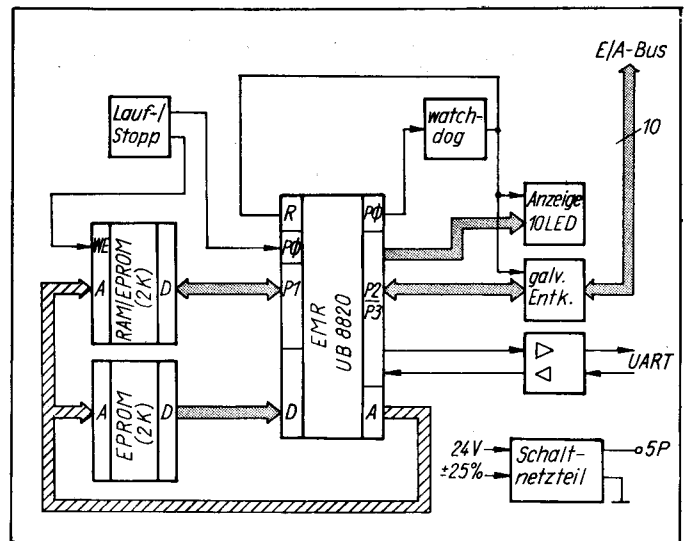 E/A-Bus
10
Lauf-/
Stopp
watch-
dog
Anzeige
10LED
R
PØ
PØ
P1
D
EMR
UB 8820
P2
P3
A
WE
A
RAM/EPROM
(2K)
D
A
EPROM
(2K)
D
galv.
Entk.
UART
24V
±25%
Schalt-
netzteil
5P